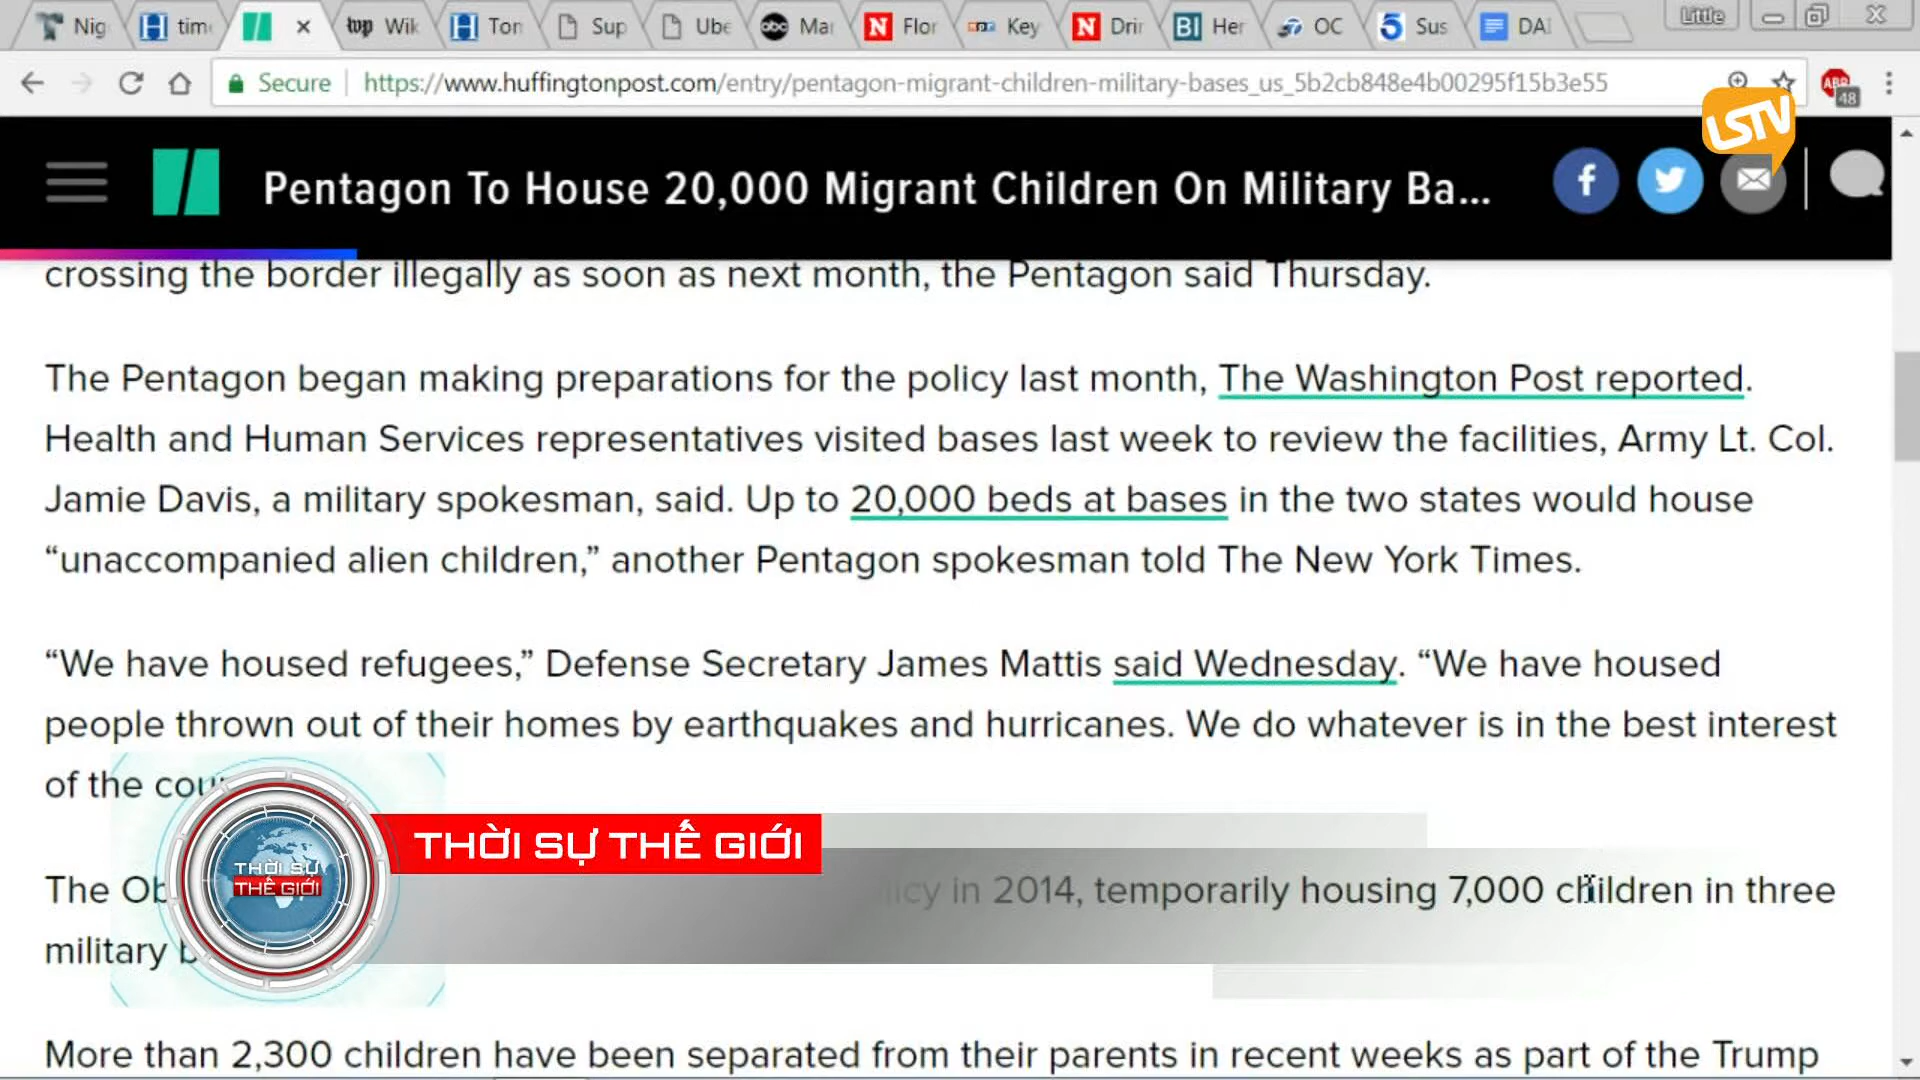 Nig
tim
Wik
Ton
Sup
Ube
abc
Mar
N
Flor
Key
N
Drir
BI
Her
OC
5
Sus
DA
Little
Secure
https://www.huffingtonpost.com/entry/pentagon-migrant-children-military-bases_us_5b2cb848e4b00295f15b3e55
ABP
48
LSTV
Pentagon To House 20,000 Migrant Children On Military Ba...
crossing the border illegally as soon as next month, the Pentagon said Thursday.
The Pentagon began making preparations for the policy last month, The Washington Post reported.
Health and Human Services representatives visited bases last week to review the facilities, Army Lt. Col.
Jamie Davis, a military spokesman, said. Up to 20,000 beds at bases in the two states would house
“unaccompanied alien children,” another Pentagon spokesman told The New York Times.
“We have housed refugees,” Defense Secretary James Mattis said Wednesday. “We have housed
people thrown out of their homes by earthquakes and hurricanes. We do whatever is in the best interest
of the cou
THỜI SỰ THẾ GIỚI
THỜI SỰ
THẾ GIỚI
The Ob licy in 2014, temporarily housing 7,000 children in three
military b
More than 2,300 children have been separated from their parents in recent weeks as part of the Trump